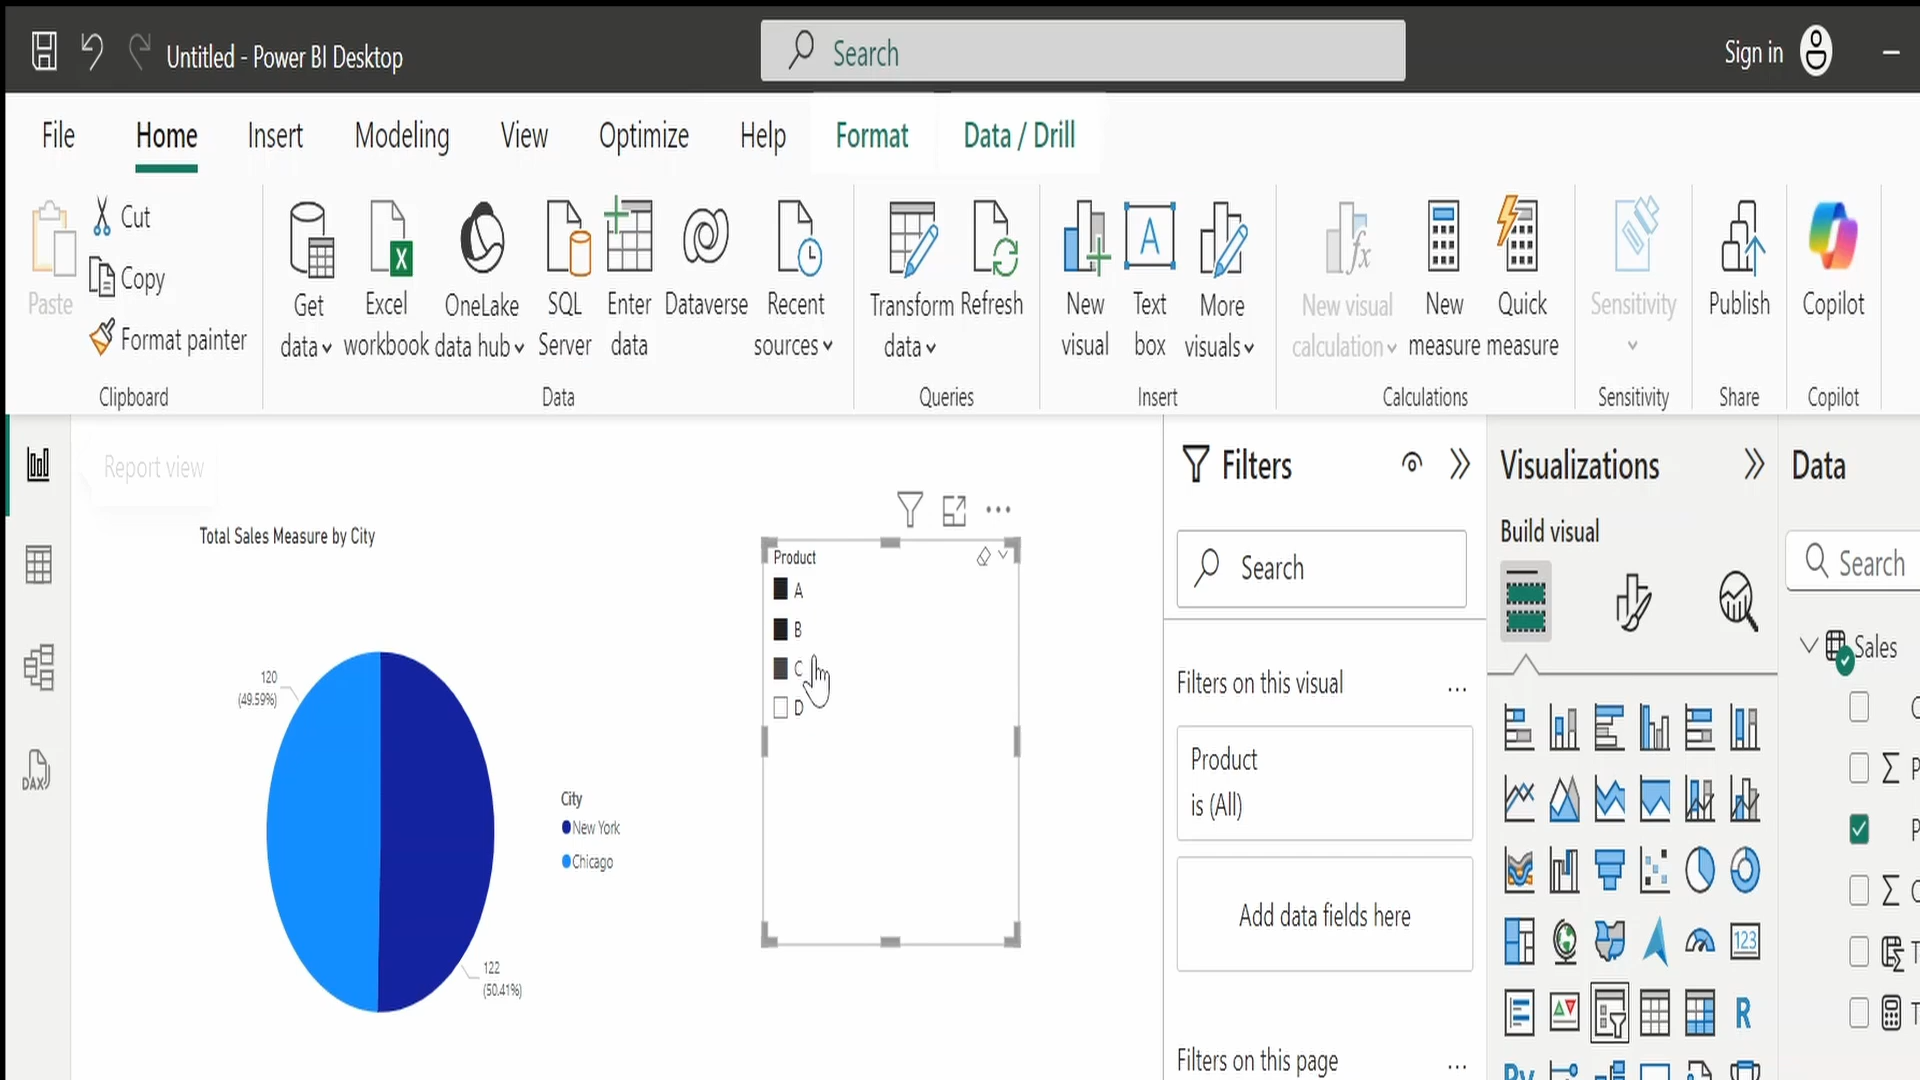 Untitled - Power BI Desktop
Search
Sign in
File
Home
Insert
Modeling
View
Optimize
Help
Format
Data / Drill
Paste
Cut
Copy
Format painter
Clipboard
Get
data
Excel
workbook
OneLake
data hub
SQL
Server
Enter
data
Dataverse
Recent
sources
Data
Transform
data
Refresh
Queries
New
visual
Text
box
More
visuals
Insert
New visual
calculation
New
measure
Quick
measure
Calculations
Sensitivity
Sensitivity
Publish
Share
Copilot
Copilot
Report view
Total Sales Measure by City
120
(49.59%)
122
(50.41%)
City
New York
Chicago
Product
A
B
C
D
Filters
Search
Filters on this visual
Product
is (All)
Add data fields here
Filters on this page
Visualizations
Build visual
123
R
Py
Data
Search
Sales
P
P
T
T
DAX